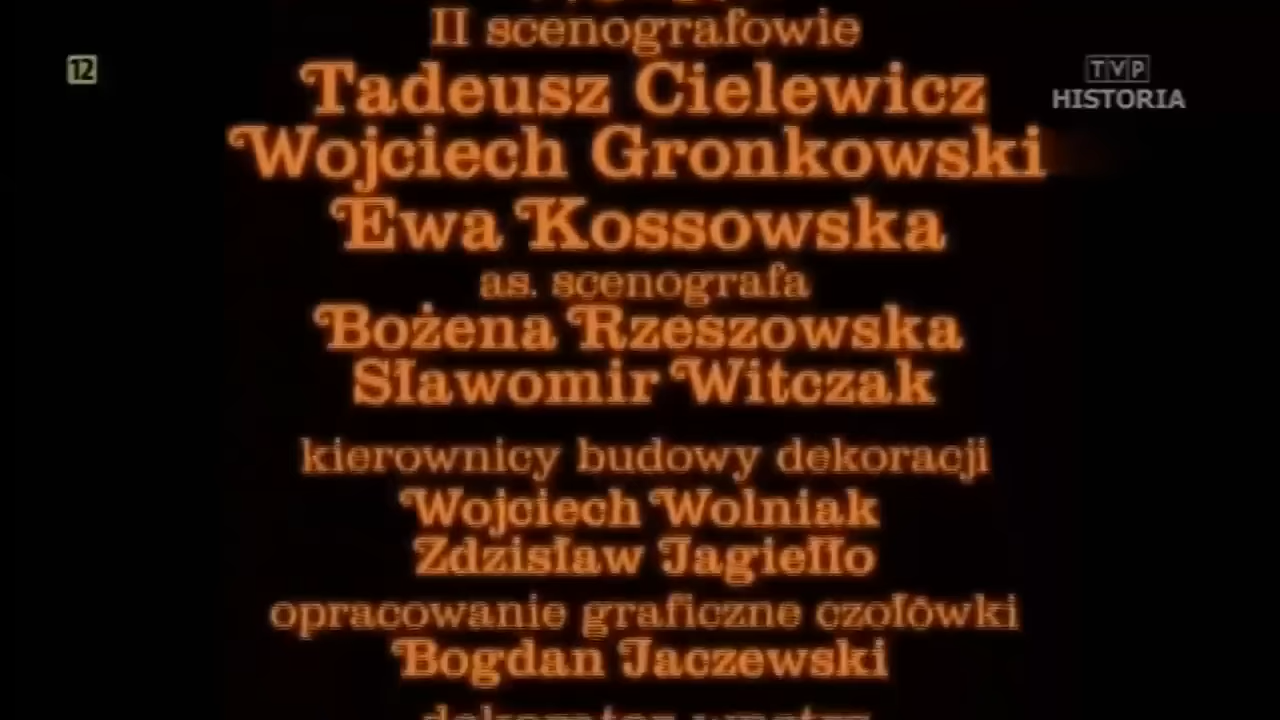 II scenografowie
12
TVP
Tadeusz Cielewicz
HISTORIA
Wojciech Gronkowski
Ewa Kossowska
as. scenografa
Bożena Rzeszowska
Sławomir Witczak
kierownicy budowy dekoracji
Wojciech Wolniak
Zdzisław Jagiełło
opracowanie graficzne czołówki
Bogdan Jaczewski